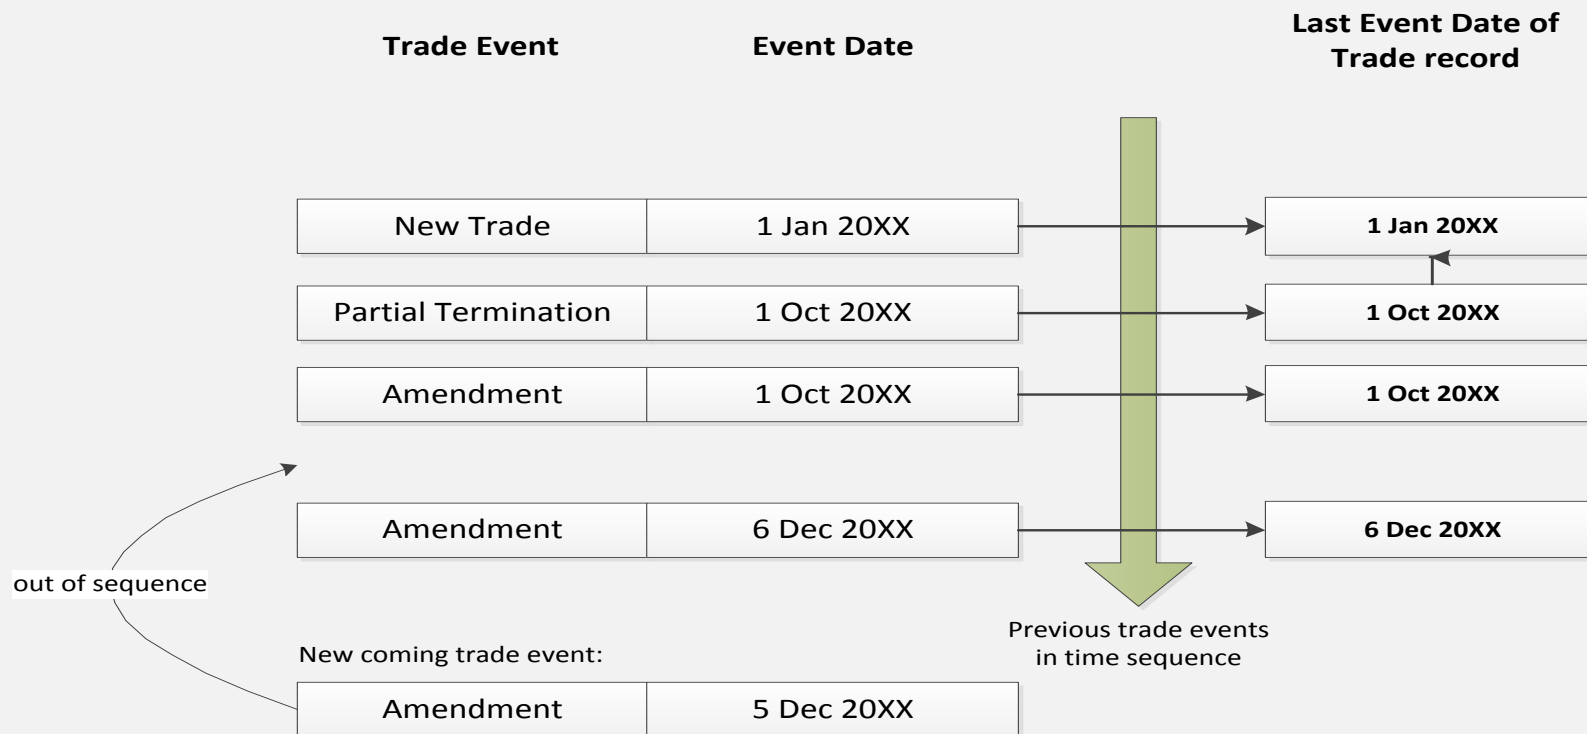 Trade Event
Event Date
Last Event Date of
Trade record
New Trade
1 Jan 20XX
1 Jan 20XX
Partial Termination
1 Oct 20XX
1 Oct 20XX
Amendment
1 Oct 20XX
1 Oct 20XX
Amendment
6 Dec 20XX
6 Dec 20XX
out of sequence
Previous trade events
in time sequence
New coming trade event:
Amendment
5 Dec 20XX